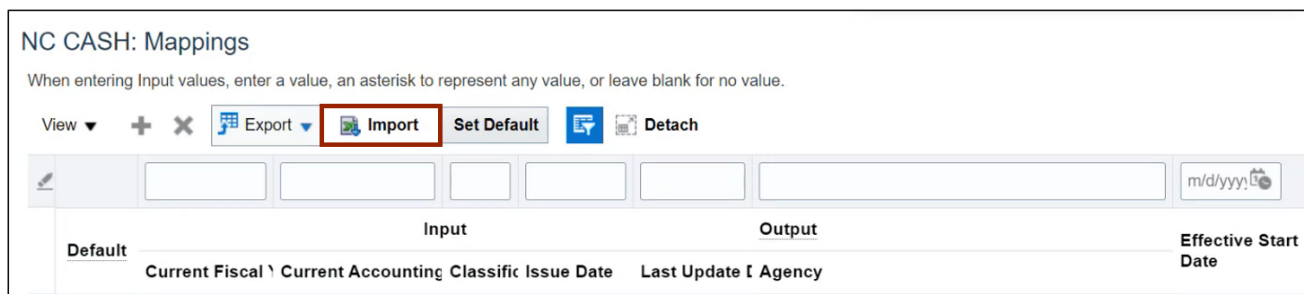 NC CASH: Mappings
When entering Input values, enter a value, an asterisk to represent any value, or leave blank for no value.
View Export Import Set Default Detach
m/d/yyy
Input Output
Default Effective Start Date
Current Fiscal Current Accounting Classific Issue Date Last Update Agency